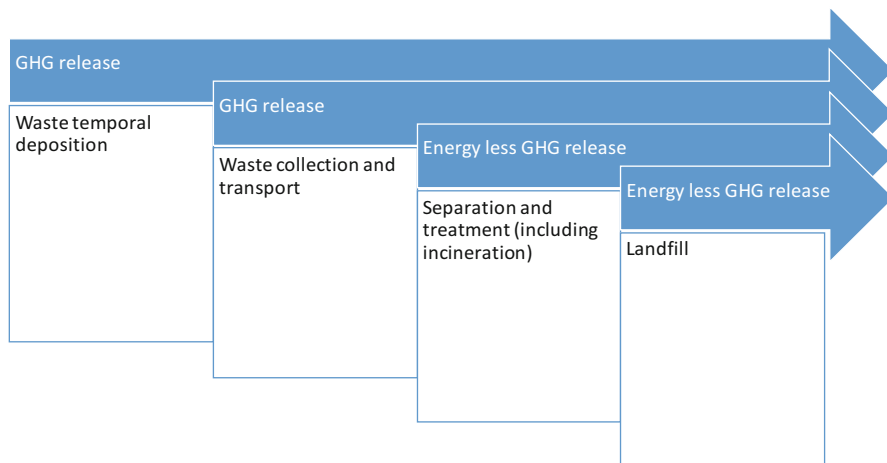 GHG release
Waste temporal
deposition
GHG release
Waste collection and
transport
Energy less GHG release
Separation and
treatment (including
incineration)
Energy less GHG release
Landfill